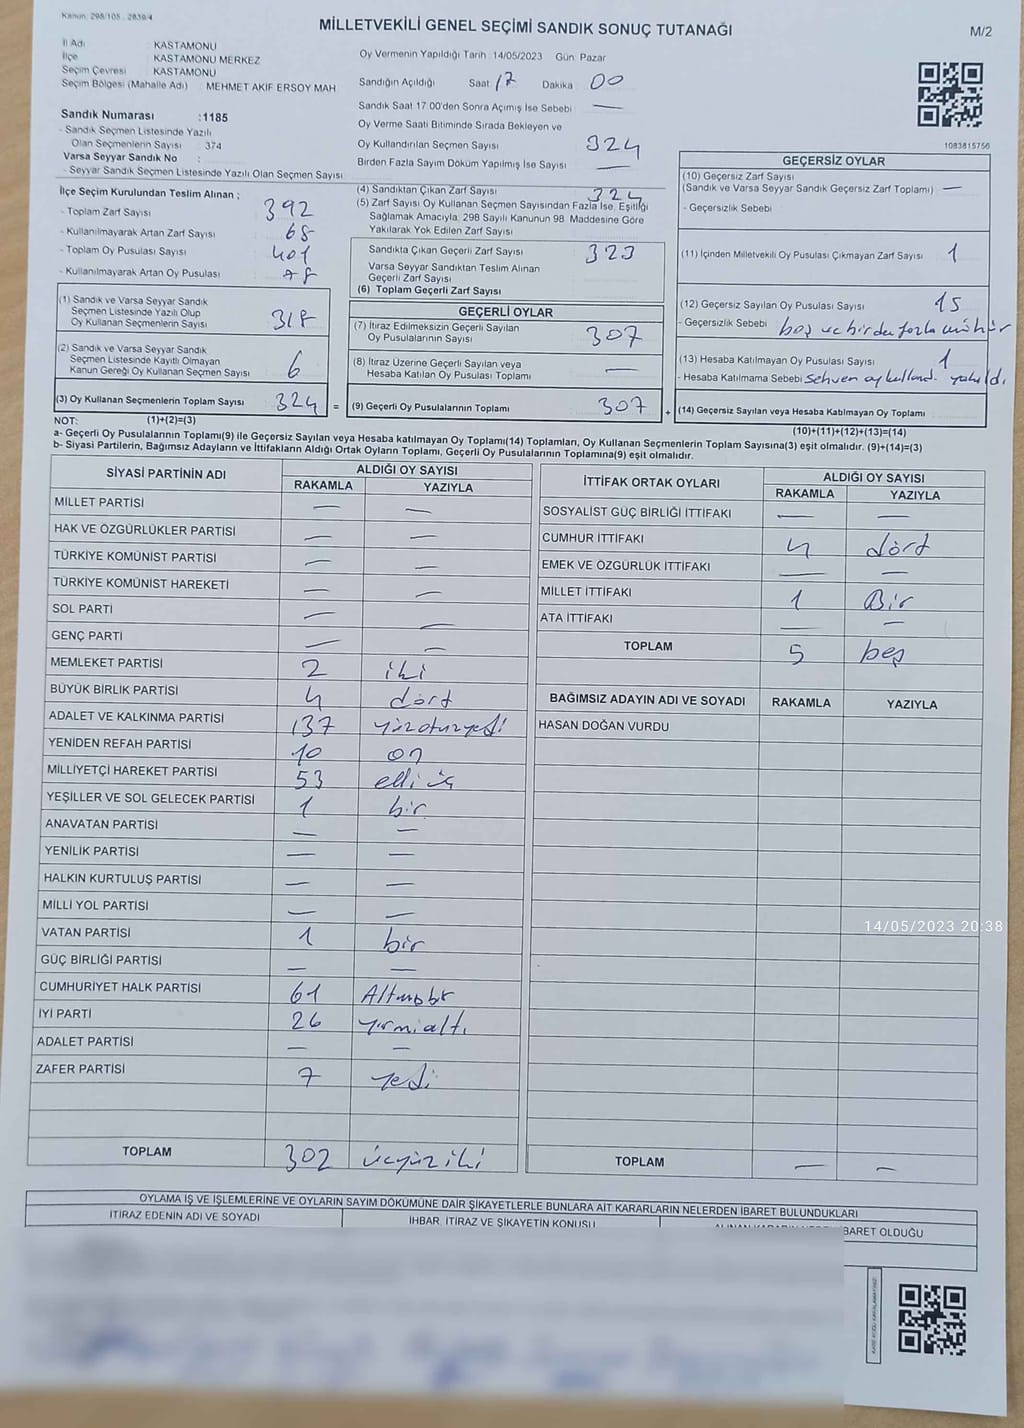 Kanun: 298/105 . 2839/4
MİLLETVEKİLİ GENEL SEÇİMİ SANDIK SONUÇ TUTANAĞI
M/2
İl Adı : KASTAMONU
İlçe : KASTAMONU MERKEZ
Seçim Çevresi : KASTAMONU
Seçim Bölgesi (Mahalle Adı) : MEHMET AKİF ERSOY MAH.
Sandık Numarası :1185
- Sandık Seçmen Listesinde Yazılı
Olan Seçmenlerin Sayısı : 374
Varsa Seyyar Sandık No :
- Seyyar Sandık Seçmen Listesinde Yazılı Olan Seçmen Sayısı :
Oy Vermenin Yapıldığı Tarih : 14/05/2023 Gün: Pazar
Sandığın Açıldığı Saat : 17 Dakika : 00
Sandık Saat 17.00'den Sonra Açımış İse Sebebi : —
Oy Verme Saati Bitiminde Sırada Bekleyen ve
Oy Kullandırılan Seçmen Sayısı : 324
Birden Fazla Sayım Döküm Yapılmış İse Sayısı : —
1083615756
İlçe Seçim Kurulundan Teslim Alınan ;
- Toplam Zarf Sayısı : 392
- Kullanılmayarak Artan Zarf Sayısı : 68
- Toplam Oy Pusulası Sayısı : 401
- Kullanılmayarak Artan Oy Pusulası :
(1) Sandık ve Varsa Seyyar Sandık
Seçmen Listesinde Yazılı Olup
Oy Kullanan Seçmenlerin Sayısı : 318
(2) Sandık ve Varsa Seyyar Sandık
Seçmen Listesinde Kayıtlı Olmayan
Kanun Gereği Oy Kullanan Seçmen Sayısı : 6
(3) Oy Kullanan Seçmenlerin Toplam Sayısı : 324 =
(4) Sandıktan Çıkan Zarf Sayısı : 324
(5) Zarf Sayısı Oy Kullanan Seçmen Sayısından Fazla İse, Eşitliği
Sağlamak Amacıyla, 298 Sayılı Kanunun 98. Maddesine Göre
Yakılarak Yok Edilen Zarf Sayısı :
Sandıkta Çıkan Geçerli Zarf Sayısı : 323
Varsa Seyyar Sandıktan Teslim Alınan
Geçerli Zarf Sayısı :
(6) Toplam Geçerli Zarf Sayısı :
GEÇERLİ OYLAR
(7) İtiraz Edilmeksizin Geçerli Sayılan
Oy Pusulalarının Sayısı : 307
(8) İtiraz Üzerine Geçerli Sayılan veya
Hesaba Katılan Oy Pusulası Toplamı : —
(9) Geçerli Oy Pusulalarının Toplamı : 307 +
GEÇERSİZ OYLAR
(10) Geçersiz Zarf Sayısı
(Sandık ve Varsa Seyyar Sandık Geçersiz Zarf Toplamı) : —
- Geçersizlik Sebebi :
(11) İçinden Milletvekili Oy Pusulası Çıkmayan Zarf Sayısı : 1
(12) Geçersiz Sayılan Oy Pusulası Sayısı : 15
- Geçersizlik Sebebi : boş ve birden fazla mühür
(13) Hesaba Katılmayan Oy Pusulası Sayısı : 1
- Hesaba Katılmama Sebebi : Sehven oy kulland. yakıldı
(14) Geçersiz Sayılan veya Hesaba Katılmayan Oy Toplamı
NOT: (1)+(2)=(3)
(10)+(11)+(12)+(13)=(14)
a- Geçerli Oy Pusulalarının Toplamı(9) ile Geçersiz Sayılan veya Hesaba katılmayan Oy Toplamı(14) Toplamları, Oy Kullanan Seçmenlerin Toplam Sayısına(3) eşit olmalıdır. (9)+(14)=(3)
b- Siyasi Partilerin, Bağımsız Adayların ve İttifakların Aldığı Ortak Oyların Toplamı, Geçerli Oy Pusulalarının Toplamına(9) eşit olmalıdır.
SİYASİ PARTİNİN ADI
ALDIĞI OY SAYISI
RAKAMLA YAZIYLA
MİLLET PARTİSİ — —
HAK VE ÖZGÜRLÜKLER PARTİSİ — —
TÜRKİYE KOMÜNİST PARTİSİ — —
TÜRKİYE KOMÜNİST HAREKETİ — —
SOL PARTİ — —
GENÇ PARTİ — —
MEMLEKET PARTİSİ 2 iki
BÜYÜK BİRLİK PARTİSİ 4 dört
ADALET VE KALKINMA PARTİSİ 137 yüzotuzyedi
YENİDEN REFAH PARTİSİ 10 on
MİLLİYETÇİ HAREKET PARTİSİ 53 elli üç
YEŞİLLER VE SOL GELECEK PARTİSİ 1 bir
ANAVATAN PARTİSİ — —
YENİLİK PARTİSİ — —
HALKIN KURTULUŞ PARTİSİ — —
MİLLİ YOL PARTİSİ — —
VATAN PARTİSİ 1 bir
GÜÇ BİRLİĞİ PARTİSİ — —
CUMHURİYET HALK PARTİSİ 61 Altmışbir
İYİ PARTİ 26 yirmialtı
ADALET PARTİSİ — —
ZAFER PARTİSİ 7 yedi
TOPLAM 302 üçyüziki
İTTİFAK ORTAK OYLARI
ALDIĞI OY SAYISI
RAKAMLA YAZIYLA
SOSYALİST GÜÇ BİRLİĞİ İTTİFAKI — —
CUMHUR İTTİFAKI 4 dört
EMEK VE ÖZGÜRLÜK İTTİFAKI — —
MİLLET İTTİFAKI 1 Bir
ATA İTTİFAKI — —
TOPLAM 5 beş
BAĞIMSIZ ADAYIN ADI VE SOYADI RAKAMLA YAZIYLA
HASAN DOĞAN VURDU
14/05/2023 20:38
TOPLAM — —
OYLAMA İŞ VE İŞLEMLERİNE VE OYLARIN SAYIM DÖKÜMÜNE DAİR ŞİKAYETLERLE BUNLARA AİT KARARLARIN NELERDEN İBARET BULUNDUKLARI
İTİRAZ EDENİN ADI VE SOYADI
İHBAR, İTİRAZ VE ŞİKAYETİN KONUSU
İBARET OLDUĞU
KARE KODU KARALAMAYINIZ!